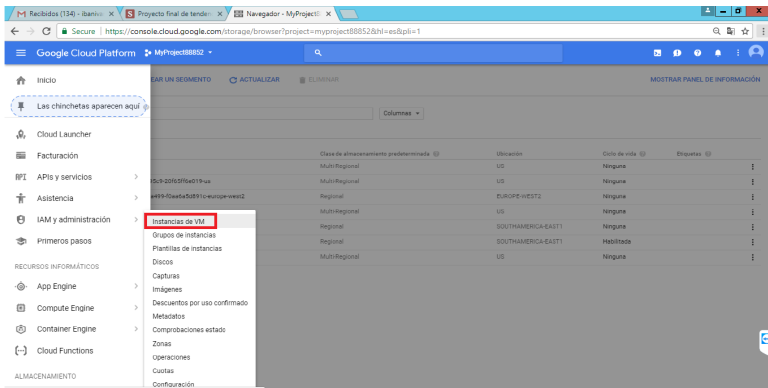 Recibidos (134) - ibaniva
Proyecto final de tender
Navegador - MyProject8
Secure | https://console.cloud.google.com/storage/browser?project=myproject88852&hl=es&pli=1
Google Cloud Platform
MyProject88852
Inicio
EAR UN SEGMENTO
ACTUALIZAR
ELIMINAR
MOSTRAR PANEL DE INFORMACIÓN
Las chinchetas aparecen aquí
Columnas
Cloud Launcher
Facturación
API APIs y servicios
Asistencia
IAM y administración
Primeros pasos
RECURSOS INFORMÁTICOS
App Engine
Compute Engine
Container Engine
Cloud Functions
ALMACENAMIENTO
Instancias de VM
Grupos de instancias
Plantillas de instancias
Discos
Capturas
Imágenes
Descuentos por uso confirmado
Metadatos
Comprobaciones estado
Zonas
Operaciones
Cuotas
Configuración
Clase de almacenamiento predeterminada
Ubicación
Ciclo de vida
Etiquetas
Multi-Regional
US
Ninguna
Multi-Regional
US
Ninguna
Regional
EUROPE-WEST2
Ninguna
Multi-Regional
US
Ninguna
Regional
SOUTHAMERICA-EAST1
Ninguna
Regional
SOUTHAMERICA-EAST1
Habilitada
Multi-Regional
US
Ninguna